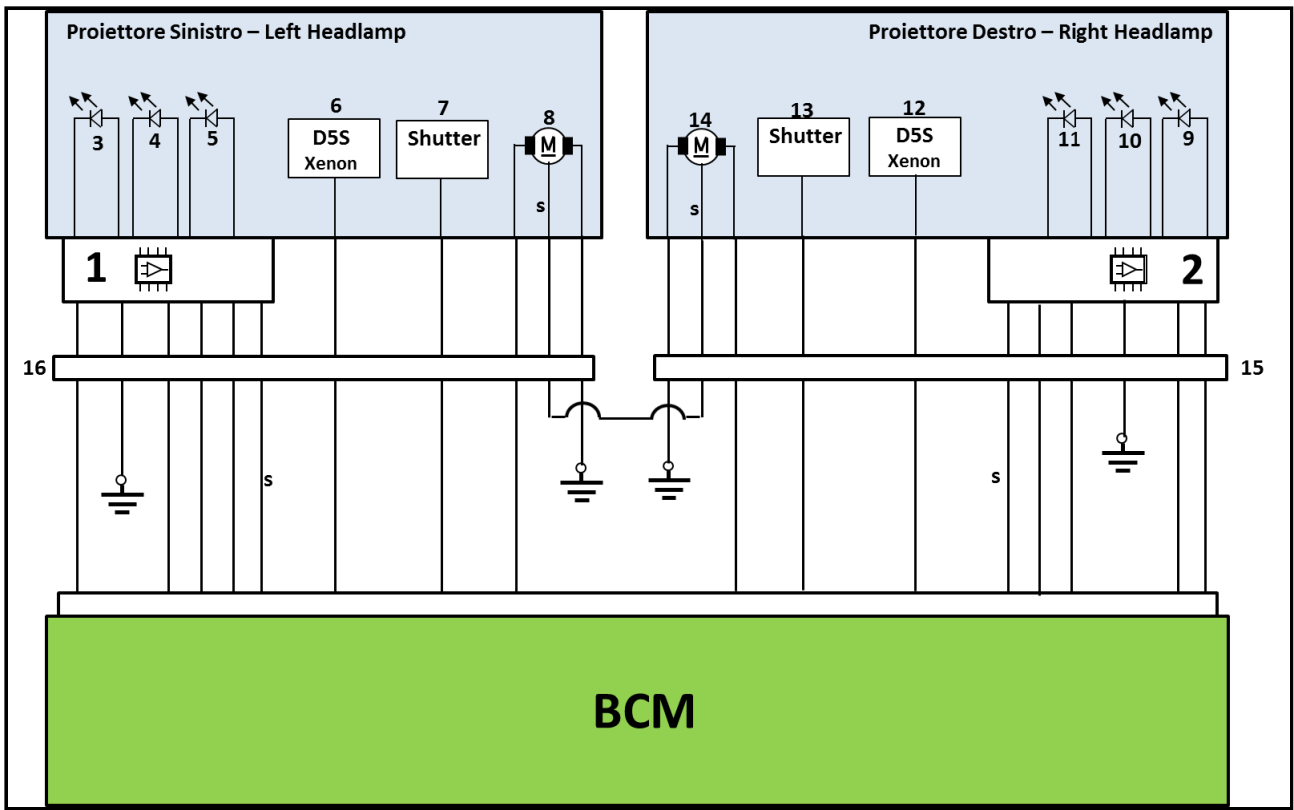 Proiettore Sinistro – Left Headlamp
Proiettore Destro – Right Headlamp
3
4
5
6
D5S
Xenon
7
Shutter
8
M
s
14
M
s
13
Shutter
12
D5S
Xenon
11
10
9
1
2
16
15
s
s
BCM